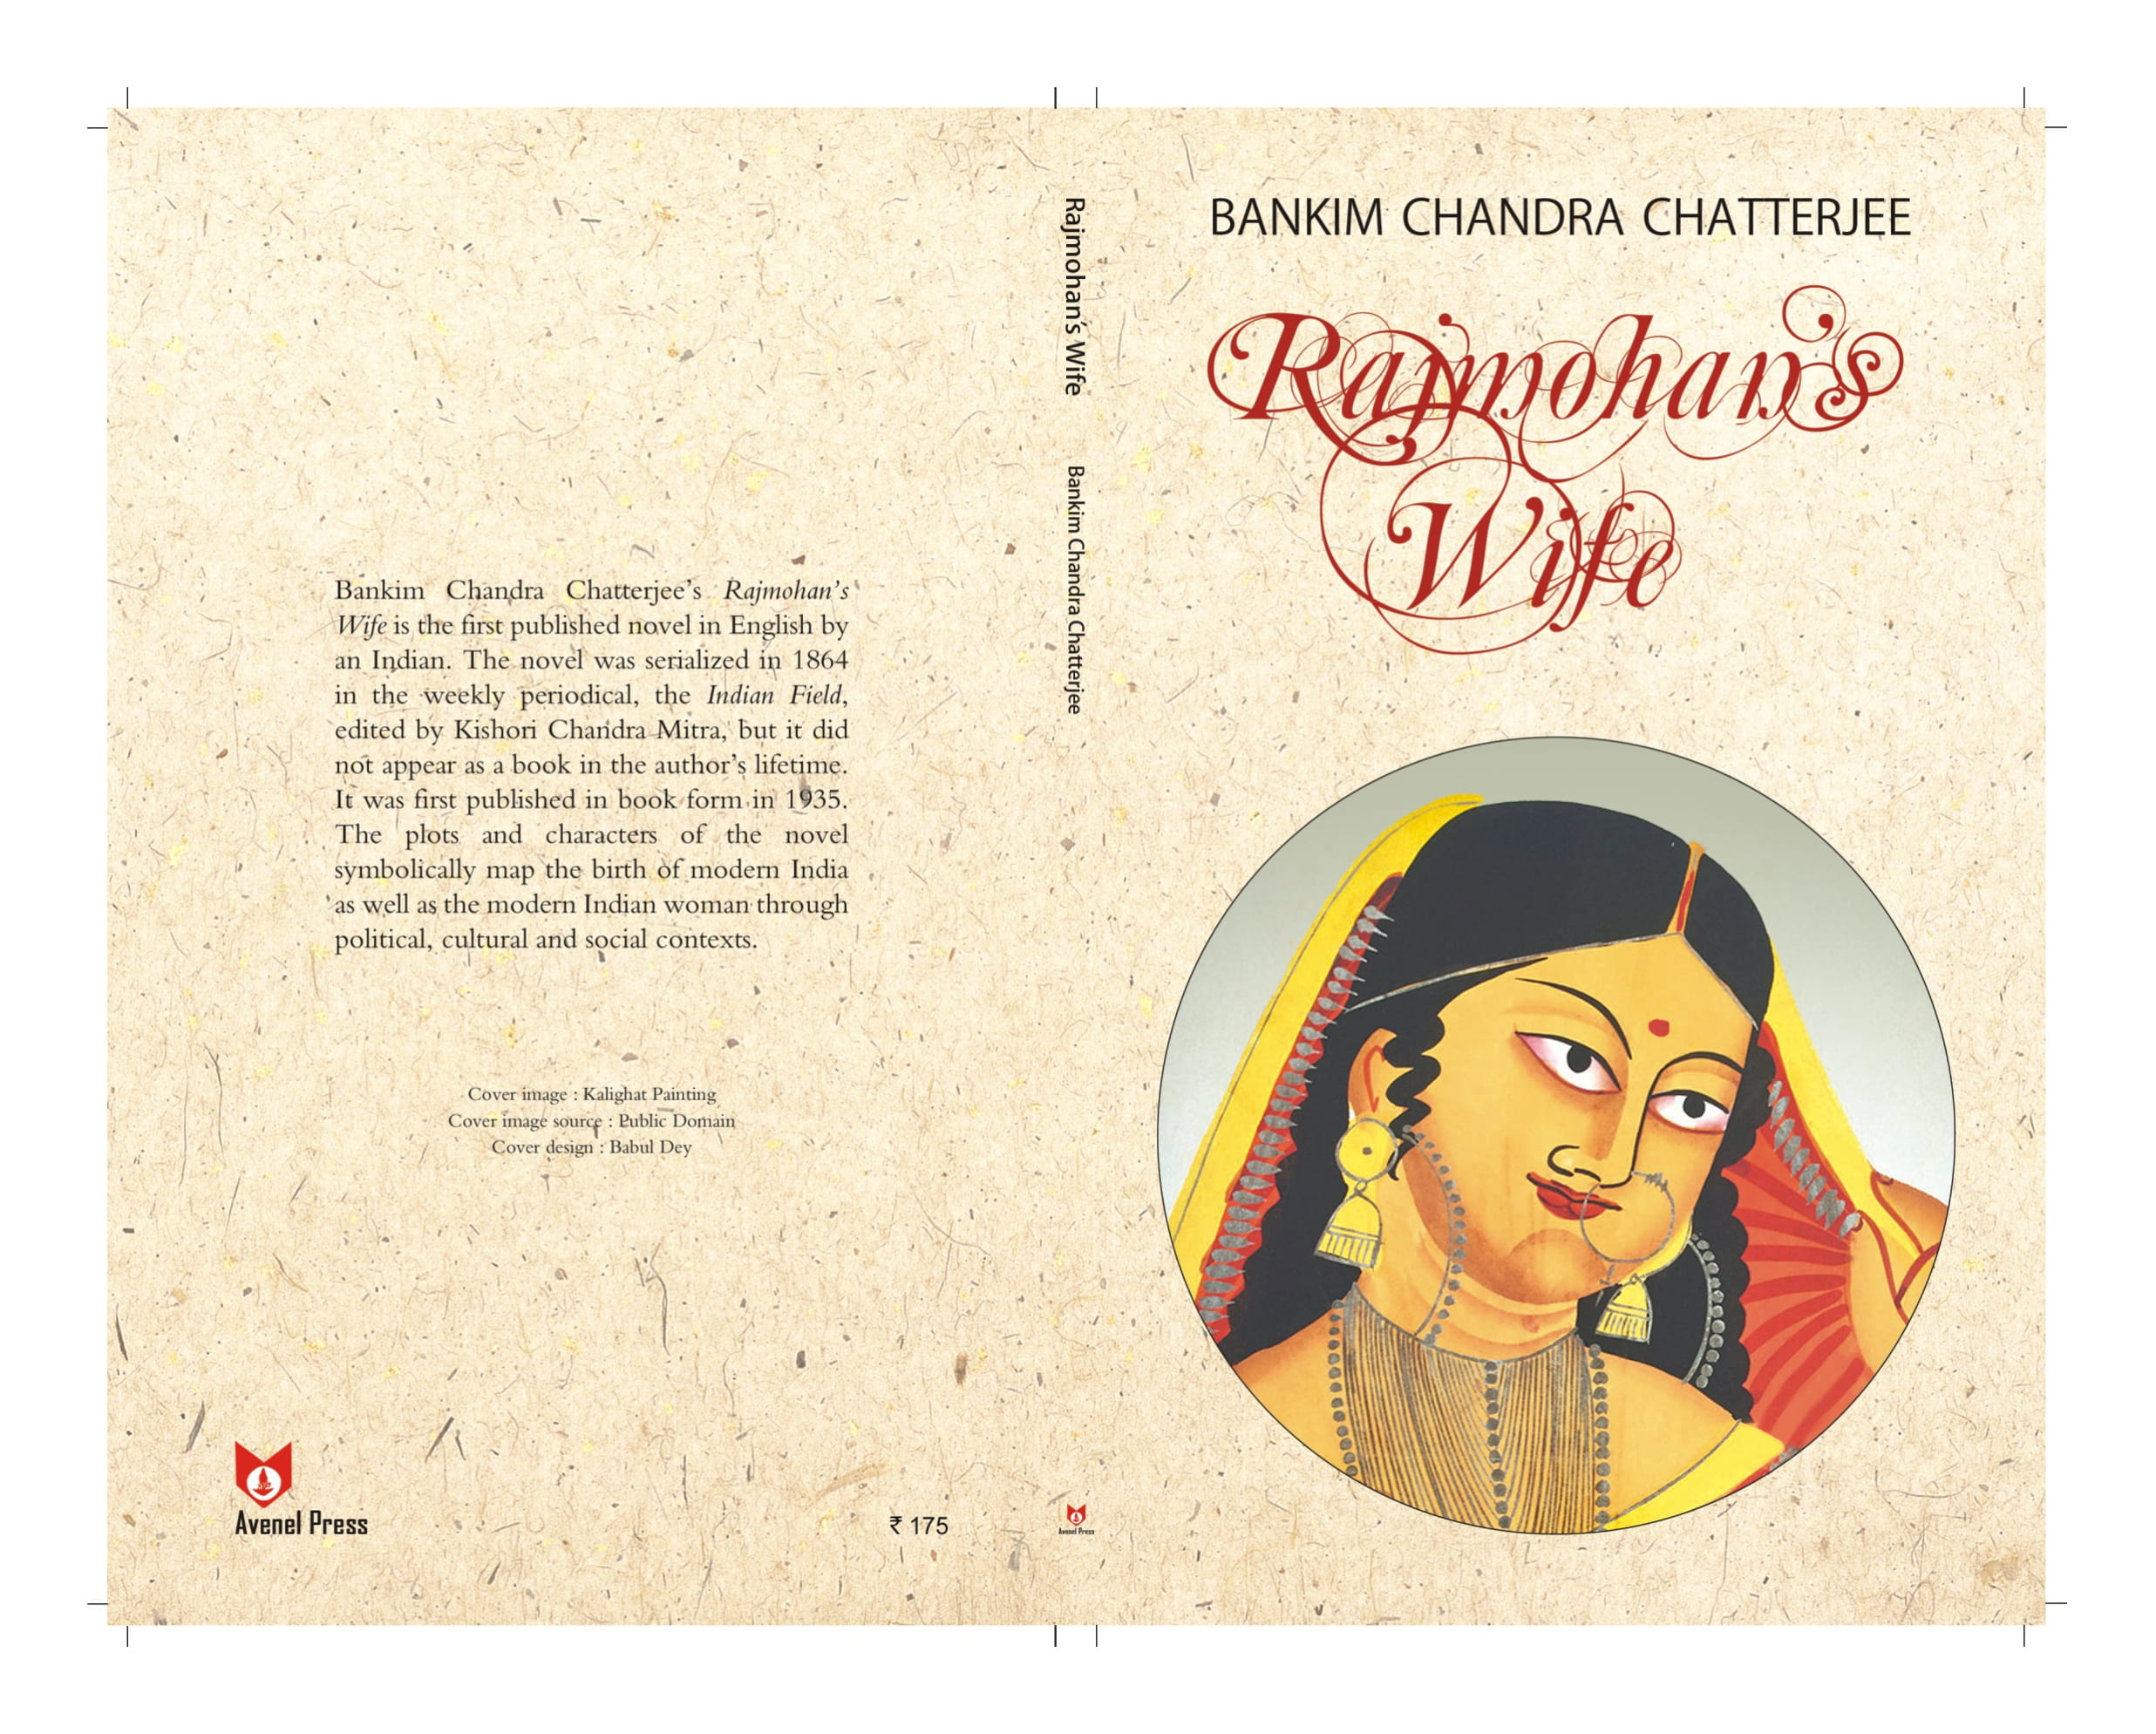 Bankim Chandra Chatterjee's Rajmohan's
Wife is the first published novel in English by
an Indian. The novel was serialized in 1864
in the weekly periodical, the Indian Field,
edited by Kishori Chandra Mitra, but it did
not appear as a book in the author's lifetime.
It was first published in book form in 1935.
The plots and characters of the novel
symbolically map the birth of modern India
as well as the modern Indian woman through
political, cultural and social contexts.
Cover image : Kalighat Painting
Cover image source : Public Domain
Cover design : Babul Dey
Avenel Press
₹ 175
Rajmohan's Wife
Bankim Chandra Chatterjee
Avenel Press
BANKIM CHANDRA CHATTERJEE
Rajmohan's
Wife